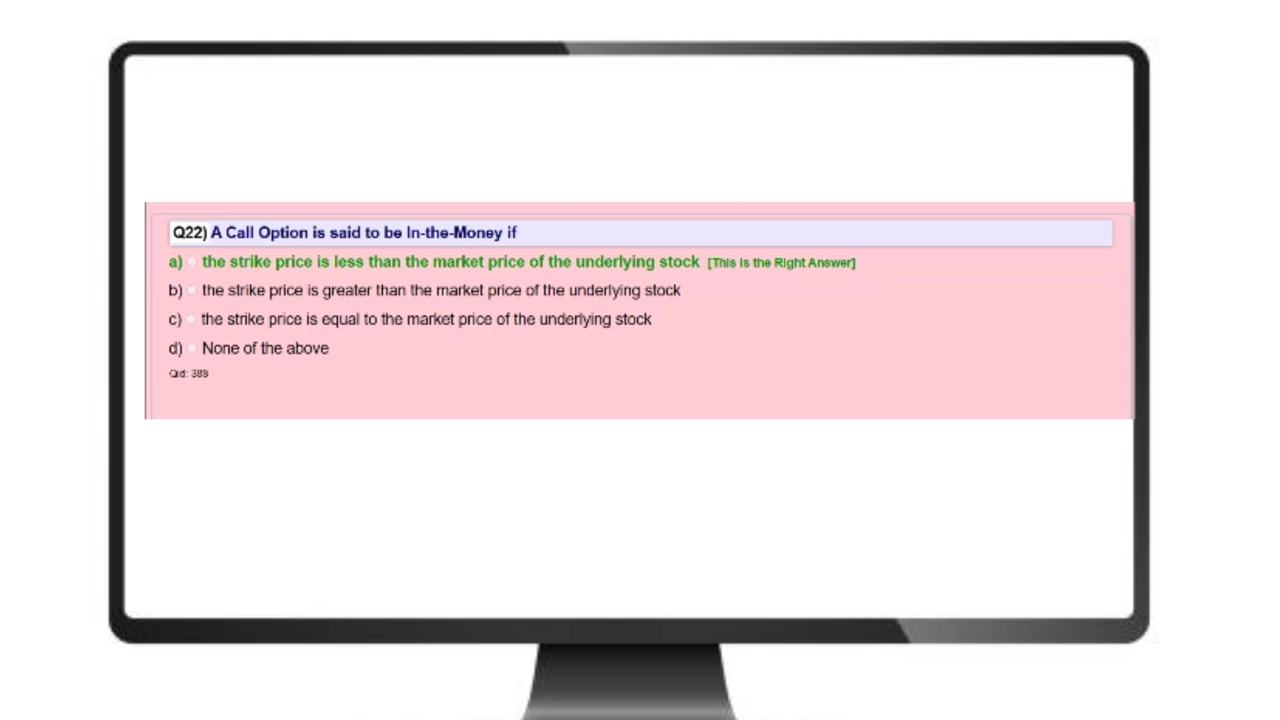 Q22) A Call Option is said to be In-the-Money if
a) the strike price is less than the market price of the underlying stock [This is the Right Answer]
b) the strike price is greater than the market price of the underlying stock
c) the strike price is equal to the market price of the underlying stock
d) None of the above
Qid: 389